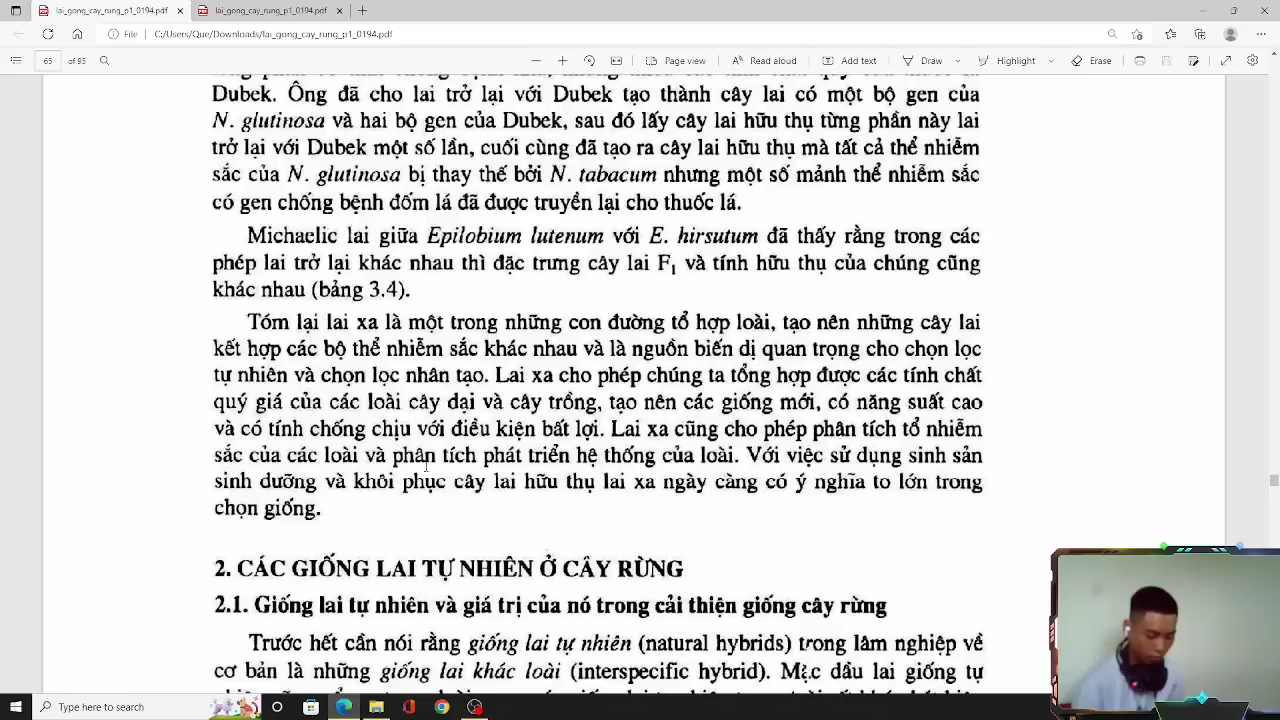 lai_gong_cay_rung_p1_0194.pdf
lai_gong_cay_rung_p1_0194.pdf
File
C:/Users/Que/Downloads/lai_gong_cay_rung_p1_0194.pdf
65 of 95
Page view
Read aloud
Add text
Draw
Highlight
Erase
Dubek. Ông đã cho lai trở lại với Dubek tạo thành cây lai có một bộ gen của
N. glutinosa và hai bộ gen của Dubek, sau đó lấy cây lai hữu thụ từng phần này lai
trở lại với Dubek một số lần, cuối cùng đã tạo ra cây lai hữu thụ mà tất cả thể nhiễm
sắc của N. glutinosa bị thay thế bởi N. tabacum nhưng một số mảnh thể nhiễm sắc
có gen chống bệnh đốm lá đã được truyền lại cho thuốc lá.
Michaelic lai giữa Epilobium lutenum với E. hirsutum đã thấy rằng trong các
phép lai trở lại khác nhau thì đặc trưng cây lai F1 và tính hữu thụ của chúng cũng
khác nhau (bảng 3.4).
Tóm lại lai xa là một trong những con đường tổ hợp loài, tạo nên những cây lai
kết hợp các bộ thể nhiễm sắc khác nhau và là nguồn biến dị quan trọng cho chọn lọc
tự nhiên và chọn lọc nhân tạo. Lai xa cho phép chúng ta tổng hợp được các tính chất
quý giá của các loài cây dại và cây trồng, tạo nên các giống mới, có năng suất cao
và có tính chống chịu với điều kiện bất lợi. Lai xa cũng cho phép phân tích tổ nhiễm
sắc của các loài và phân tích phát triển hệ thống của loài. Với việc sử dụng sinh sản
sinh dưỡng và khôi phục cây lai hữu thụ lai xa ngày càng có ý nghĩa to lớn trong
chọn giống.
2. CÁC GIỐNG LAI TỰ NHIÊN Ở CÂY RỪNG
2.1. Giống lai tự nhiên và giá trị của nó trong cải thiện giống cây rừng
Trước hết cần nói rằng giống lai tự nhiên (natural hybrids) trong lâm nghiệp về
cơ bản là những giống lai khác loài (interspecific hybrid). Mặc dầu lai giống tự
Type here to search